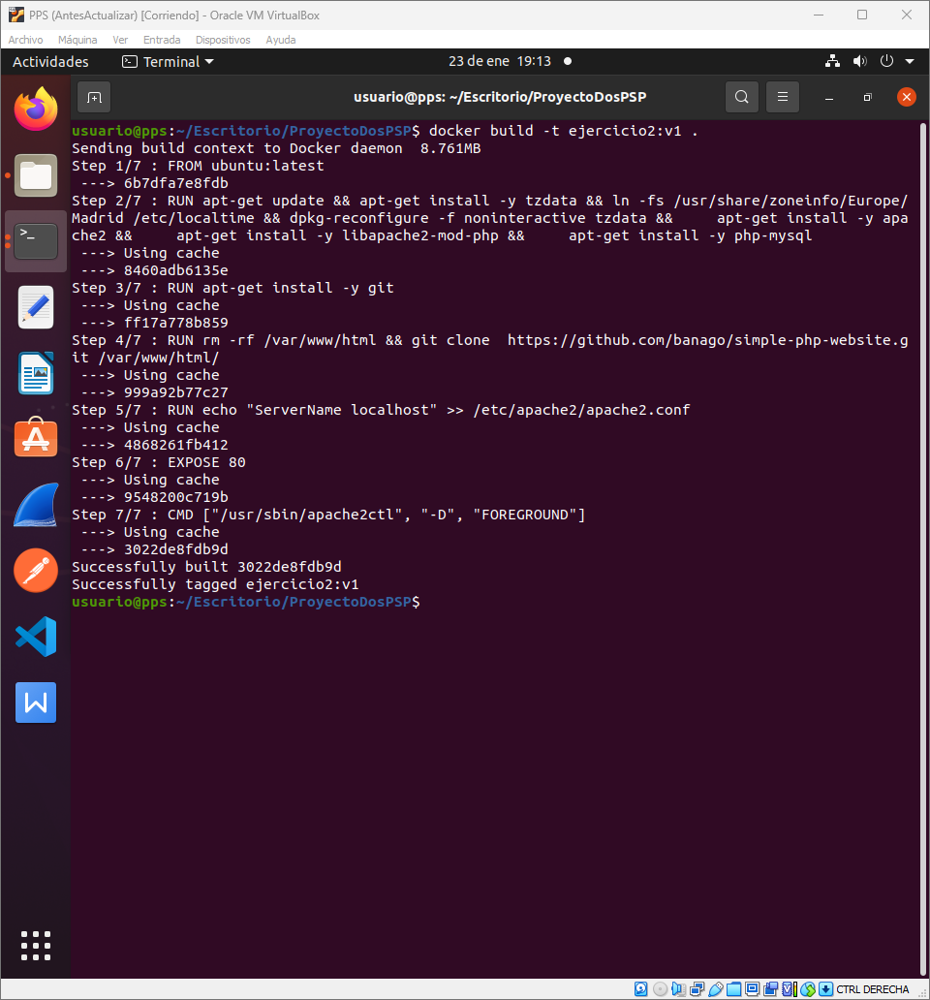 PPS (AntesActualizar) [Corriendo] - Oracle VM VirtualBox
Archivo Máquina Ver Entrada Dispositivos Ayuda
Actividades Terminal 23 de ene 19:13
usuario@pps: ~/Escritorio/ProyectoDosPSP
usuario@pps:~/Escritorio/ProyectoDosPSP$ docker build -t ejercicio2:v1 .
Sending build context to Docker daemon  8.761MB
Step 1/7 : FROM ubuntu:latest
 ---> 6b7dfa7e8fdb
Step 2/7 : RUN apt-get update && apt-get install -y tzdata && ln -fs /usr/share/zoneinfo/Europe/
Madrid /etc/localtime && dpkg-reconfigure -f noninteractive tzdata &&     apt-get install -y apa
che2 &&     apt-get install -y libapache2-mod-php &&     apt-get install -y php-mysql
 ---> Using cache
 ---> 8460adb6135e
Step 3/7 : RUN apt-get install -y git
 ---> Using cache
 ---> ff17a778b859
Step 4/7 : RUN rm -rf /var/www/html && git clone  https://github.com/banago/simple-php-website.g
it /var/www/html/
 ---> Using cache
 ---> 999a92b77c27
Step 5/7 : RUN echo "ServerName localhost" >> /etc/apache2/apache2.conf
 ---> Using cache
 ---> 4868261fb412
Step 6/7 : EXPOSE 80
 ---> Using cache
 ---> 9548200c719b
Step 7/7 : CMD ["/usr/sbin/apache2ctl", "-D", "FOREGROUND"]
 ---> Using cache
 ---> 3022de8fdb9d
Successfully built 3022de8fdb9d
Successfully tagged ejercicio2:v1
usuario@pps:~/Escritorio/ProyectoDosPSP$
CTRL DERECHA